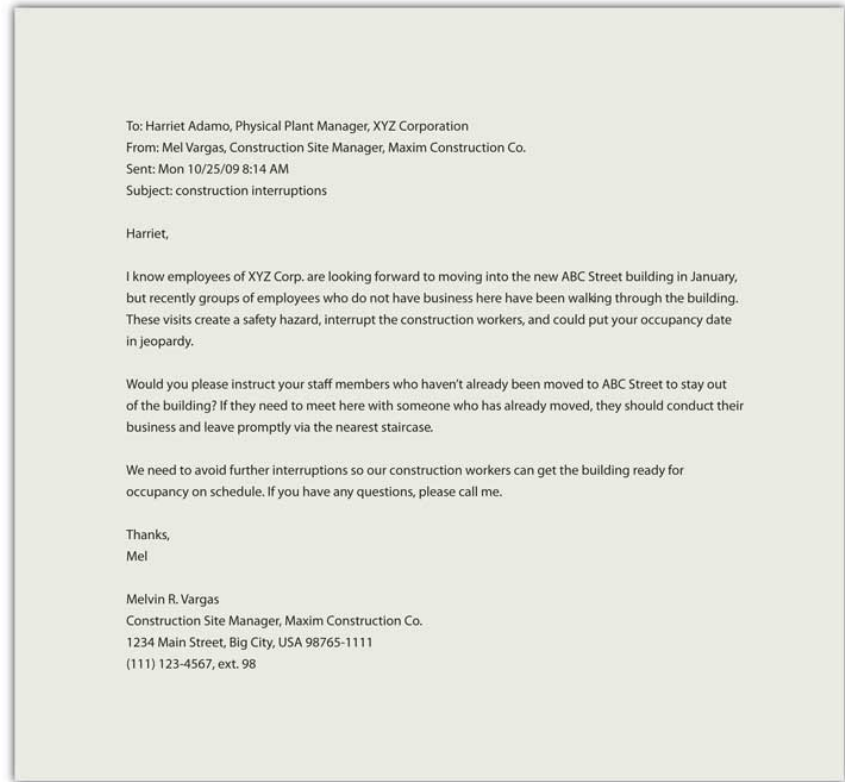 To: Harriet Adamo, Physical Plant Manager, XYZ Corporation
From: Mel Vargas, Construction Site Manager, Maxim Construction Co.
Sent: Mon 10/25/09 8:14 AM
Subject: construction interruptions
Harriet,
I know employees of XYZ Corp. are looking forward to moving into the new ABC Street building in January,
but recently groups of employees who do not have business here have been walking through the building.
These visits create a safety hazard, interrupt the construction workers, and could put your occupancy date
in jeopardy.
Would you please instruct your staff members who haven't already been moved to ABC Street to stay out
of the building? If they need to meet here with someone who has already moved, they should conduct their
business and leave promptly via the nearest staircase.
We need to avoid further interruptions so our construction workers can get the building ready for
occupancy on schedule. If you have any questions, please call me.
Thanks,
Mel
Melvin R. Vargas
Construction Site Manager, Maxim Construction Co.
1234 Main Street, Big City, USA 98765-1111
(111) 123-4567, ext. 98